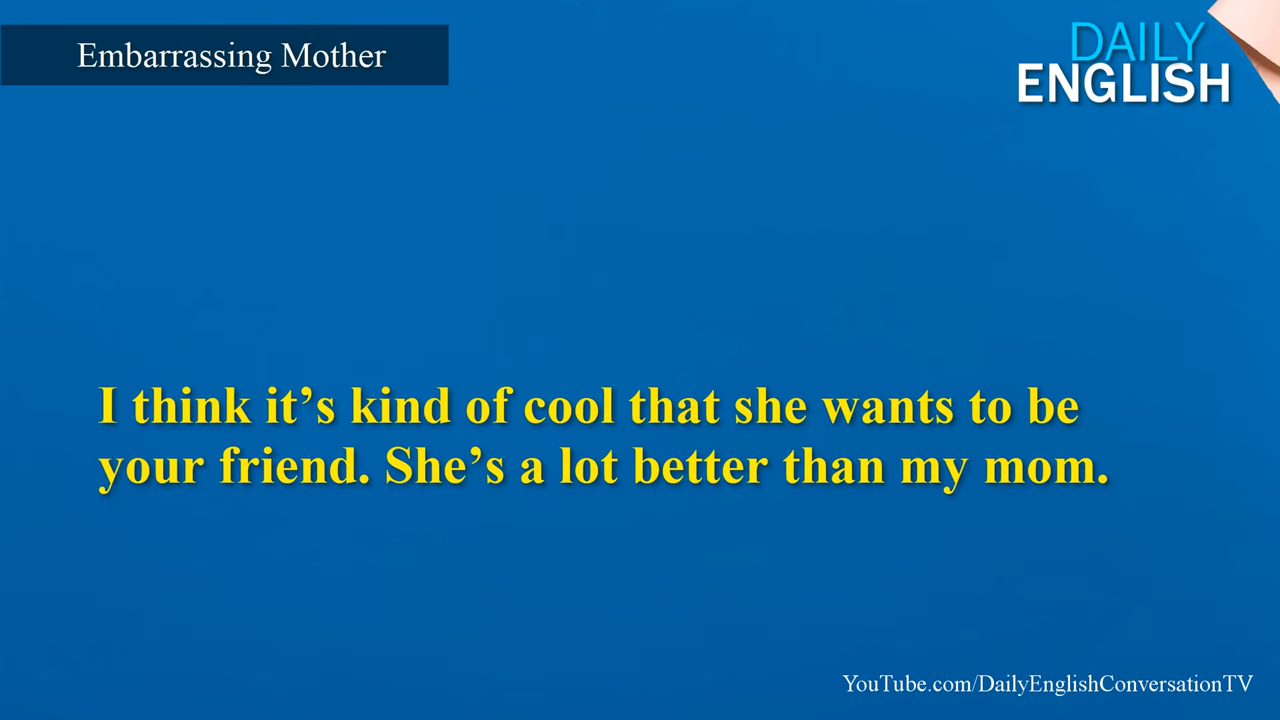 Embarrassing Mother
DAILY
ENGLISH
I think it’s kind of cool that she wants to be
your friend. She’s a lot better than my mom.
YouTube.com/DailyEnglishConversationTV